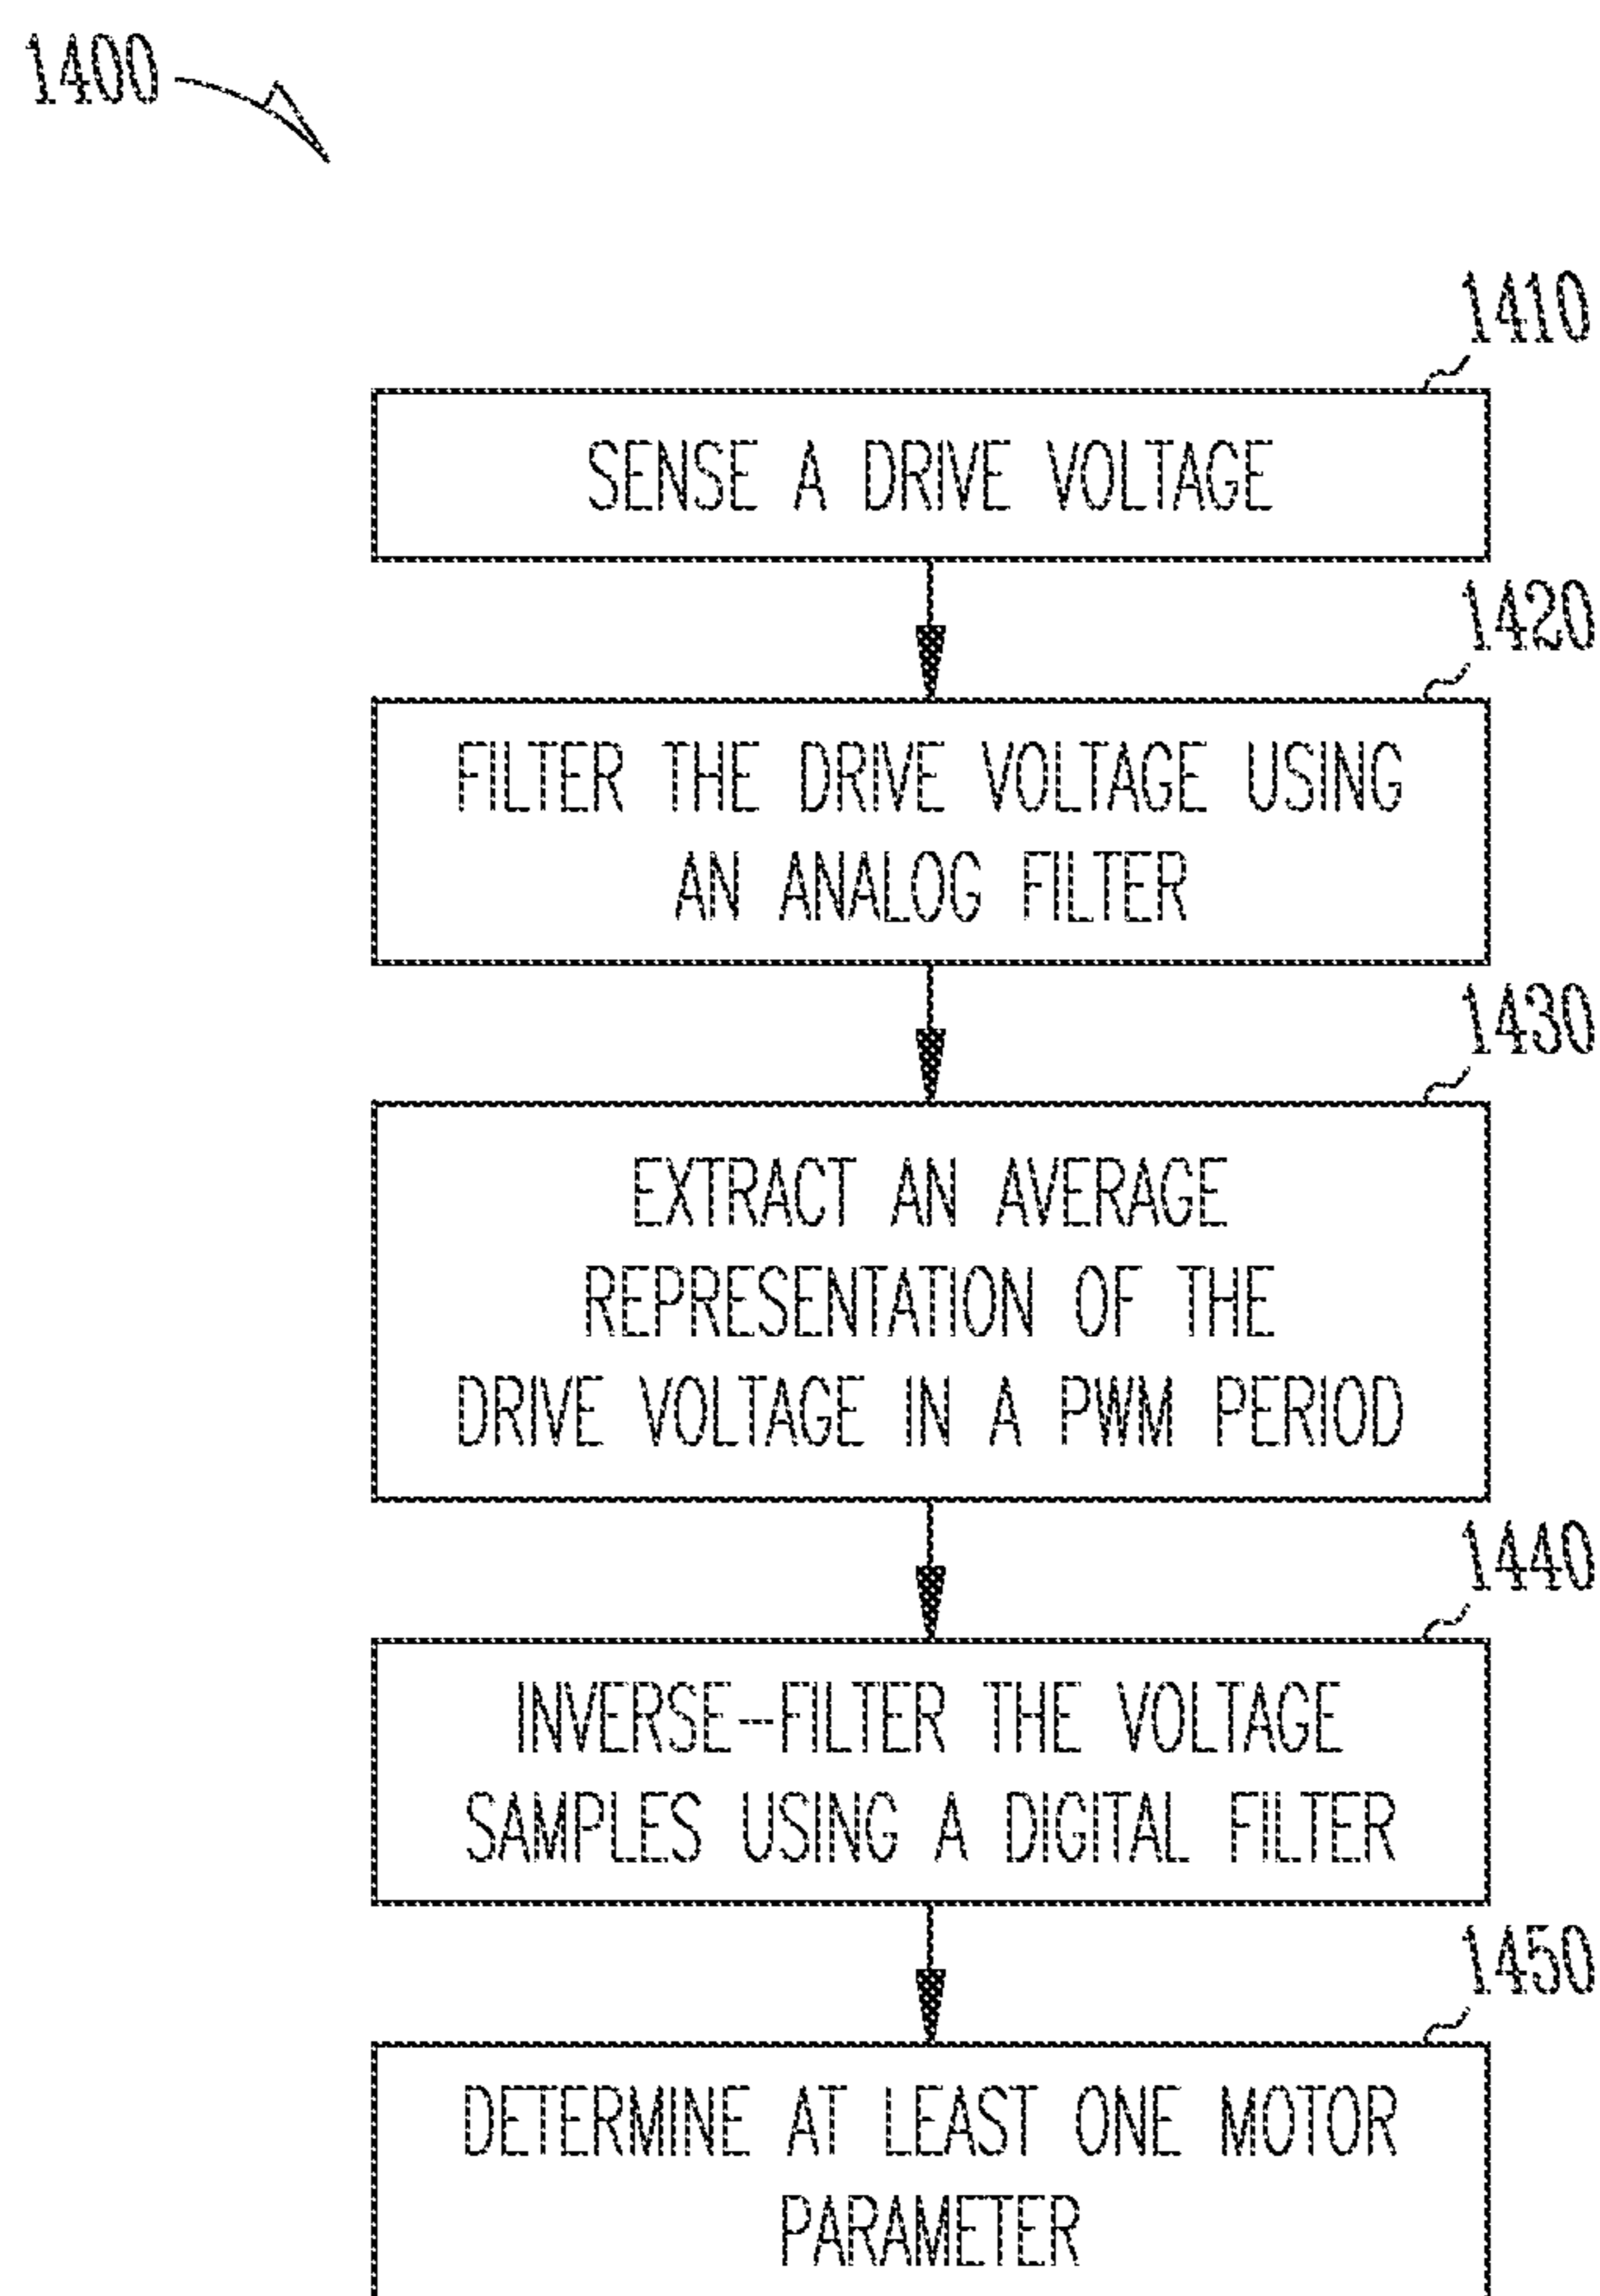 1400
1410
SENSE A DRIVE VOLTAGE
1420
FILTER THE DRIVE VOLTAGE USING
AN ANALOG FILTER
1430
EXTRACT AN AVERAGE
REPRESENTATION OF THE
DRIVE VOLTAGE IN A PWM PERIOD
1440
INVERSE--FILTER THE VOLTAGE
SAMPLES USING A DIGITAL FILTER
1450
DETERMINE AT LEAST ONE MOTOR
PARAMETER